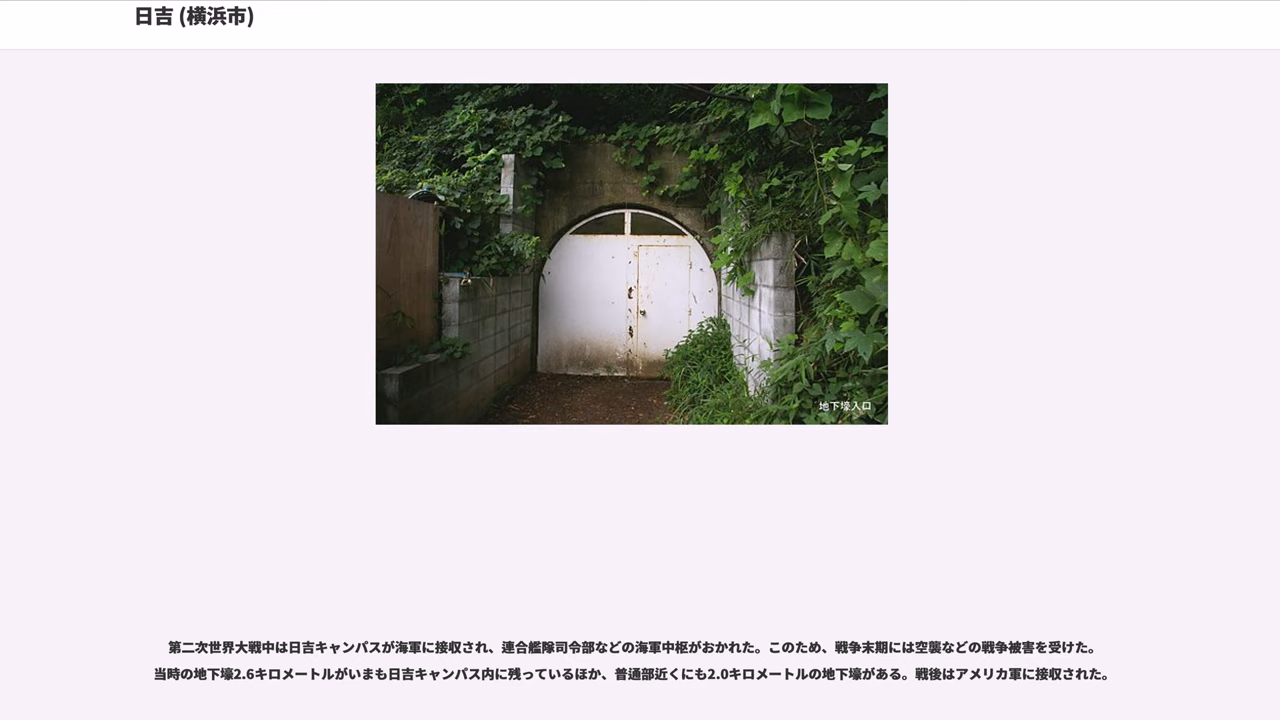 日吉 (横浜市)
地下壕入口
第二次世界大戦中は日吉キャンパスが海軍に接収され、連合艦隊司令部などの海軍中枢がおかれた。このため、戦争末期には空襲などの戦争被害を受けた。
当時の地下壕2.6キロメートルがいまも日吉キャンパス内に残っているほか、普通部近くにも2.0キロメートルの地下壕がある。戦後はアメリカ軍に接収された。